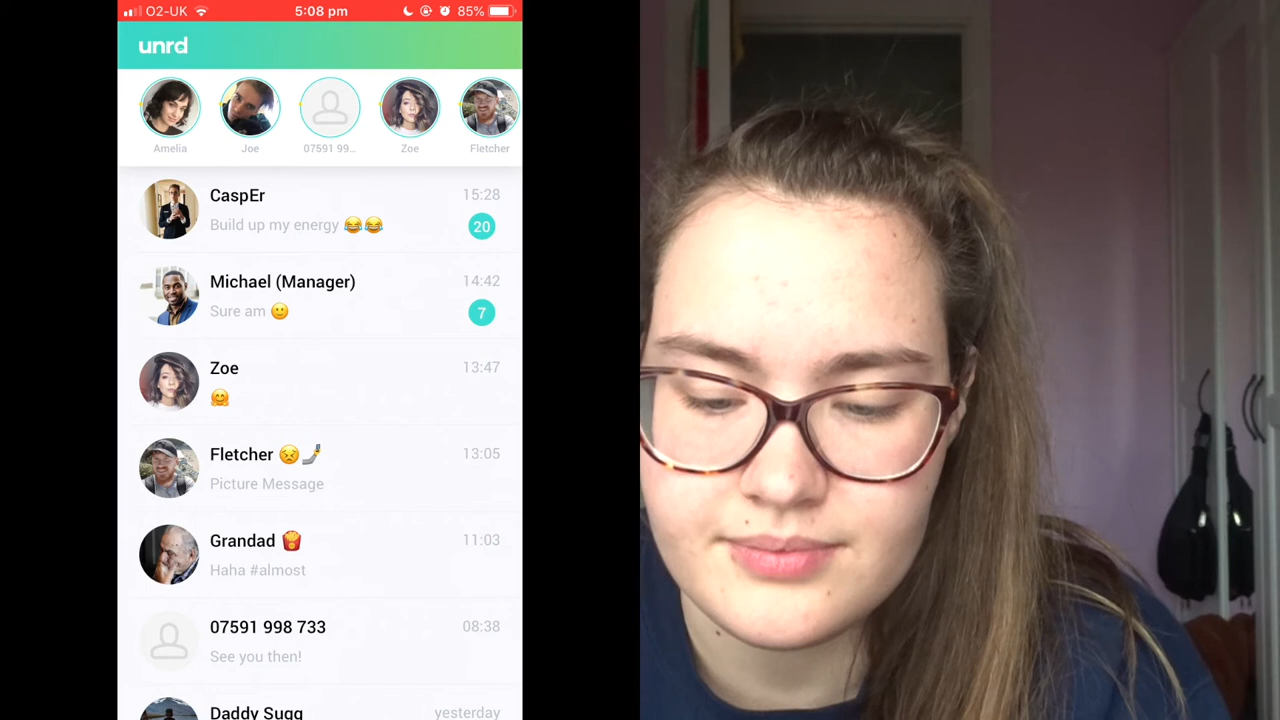 O2-UK 5:08 pm 85%
unrd
Amelia Joe 07591 99... Zoe Fletcher
CaspEr 15:28
Build up my energy 😂😂 20
Michael (Manager) 14:42
Sure am 🙂 7
Zoe 13:47
🤗
Fletcher 😣🤳 13:05
Picture Message
Grandad 🍟 11:03
Haha #almost
07591 998 733 08:38
See you then!
Daddy Sugg yesterday